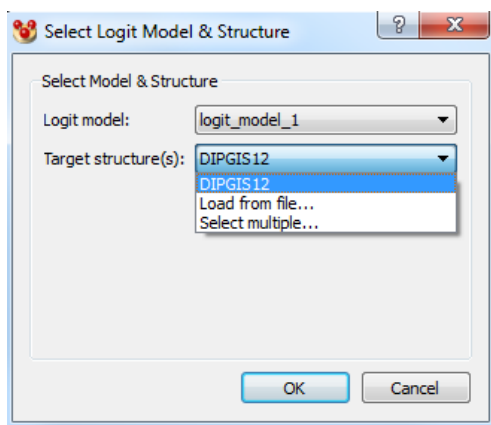 Select Logit Model & Structure
? X
Select Model & Structure
Logit model: logit_model_1
Target structure(s): DIPGIS12
DIPGIS12
Load from file...
Select multiple...
OK Cancel